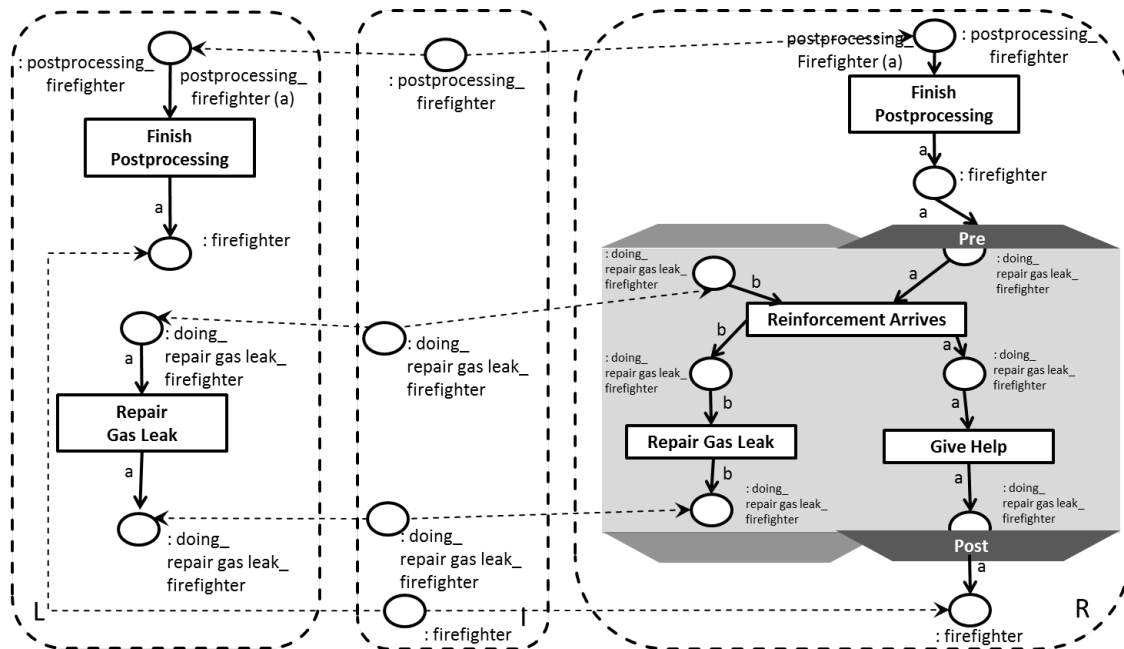 : postprocessing_
firefighter
postprocessing_
firefighter (a)
Finish
Postprocessing
a
: firefighter
: doing_
repair gas leak_
firefighter
a
Repair
Gas Leak
a
: doing_
repair gas leak_
firefighter
L
: postprocessing_
firefighter
: doing_
repair gas leak_
firefighter
: doing_
repair gas leak_
firefighter
: firefighter
I
postprocessing_
Firefighter (a)
: postprocessing_
firefighter
Finish
Postprocessing
a
: firefighter
a
Pre
: doing_
repair gas leak_
firefighter
b
a
: doing_
repair gas leak_
firefighter
Reinforcement Arrives
b
a
: doing_
repair gas leak_
firefighter
: doing_
repair gas leak_
firefighter
b
a
Repair Gas Leak
Give Help
b
a
: doing_
repair gas leak_
firefighter
: doing_
repair gas leak_
firefighter
Post
a
: firefighter
R